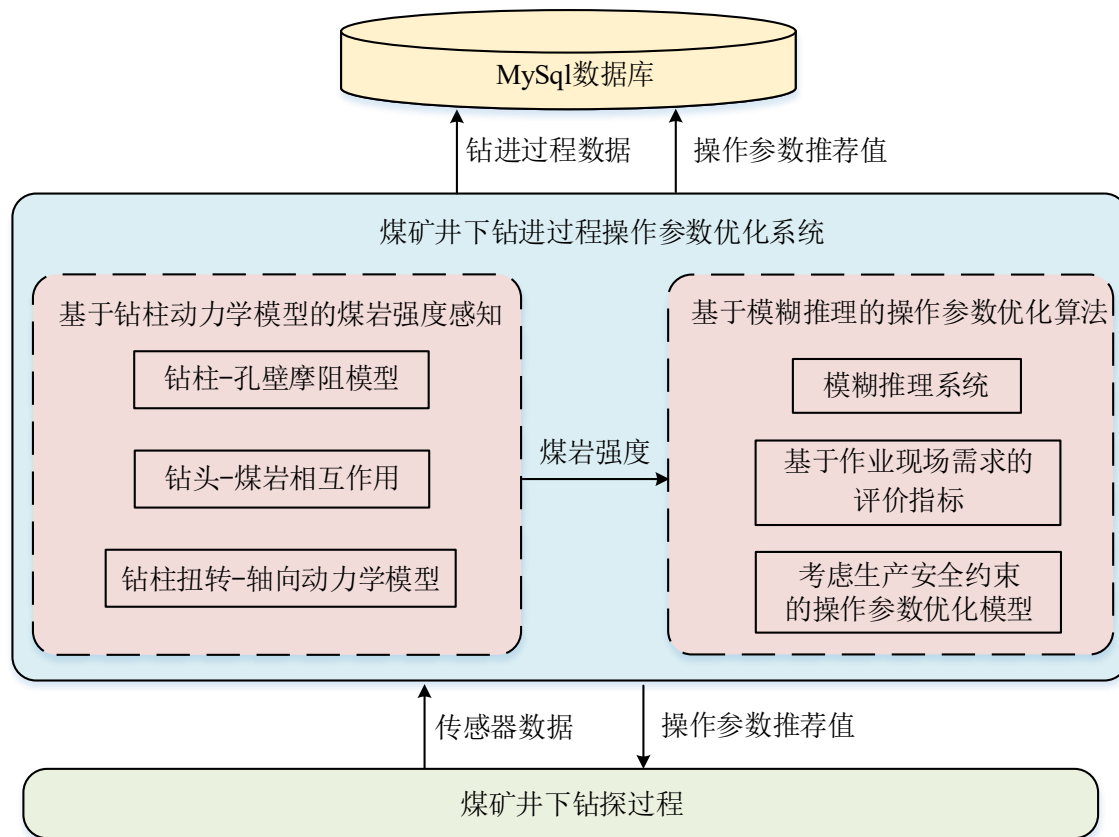 MySql数据库
钻进过程数据
操作参数推荐值
煤矿井下钻进过程操作参数优化系统
基于钻柱动力学模型的煤岩强度感知
钻柱-孔壁摩阻模型
钻头-煤岩相互作用
钻柱扭转-轴向动力学模型
煤岩强度
基于模糊推理的操作参数优化算法
模糊推理系统
基于作业现场需求的
评价指标
考虑生产安全约束
的操作参数优化模型
传感器数据
操作参数推荐值
煤矿井下钻探过程